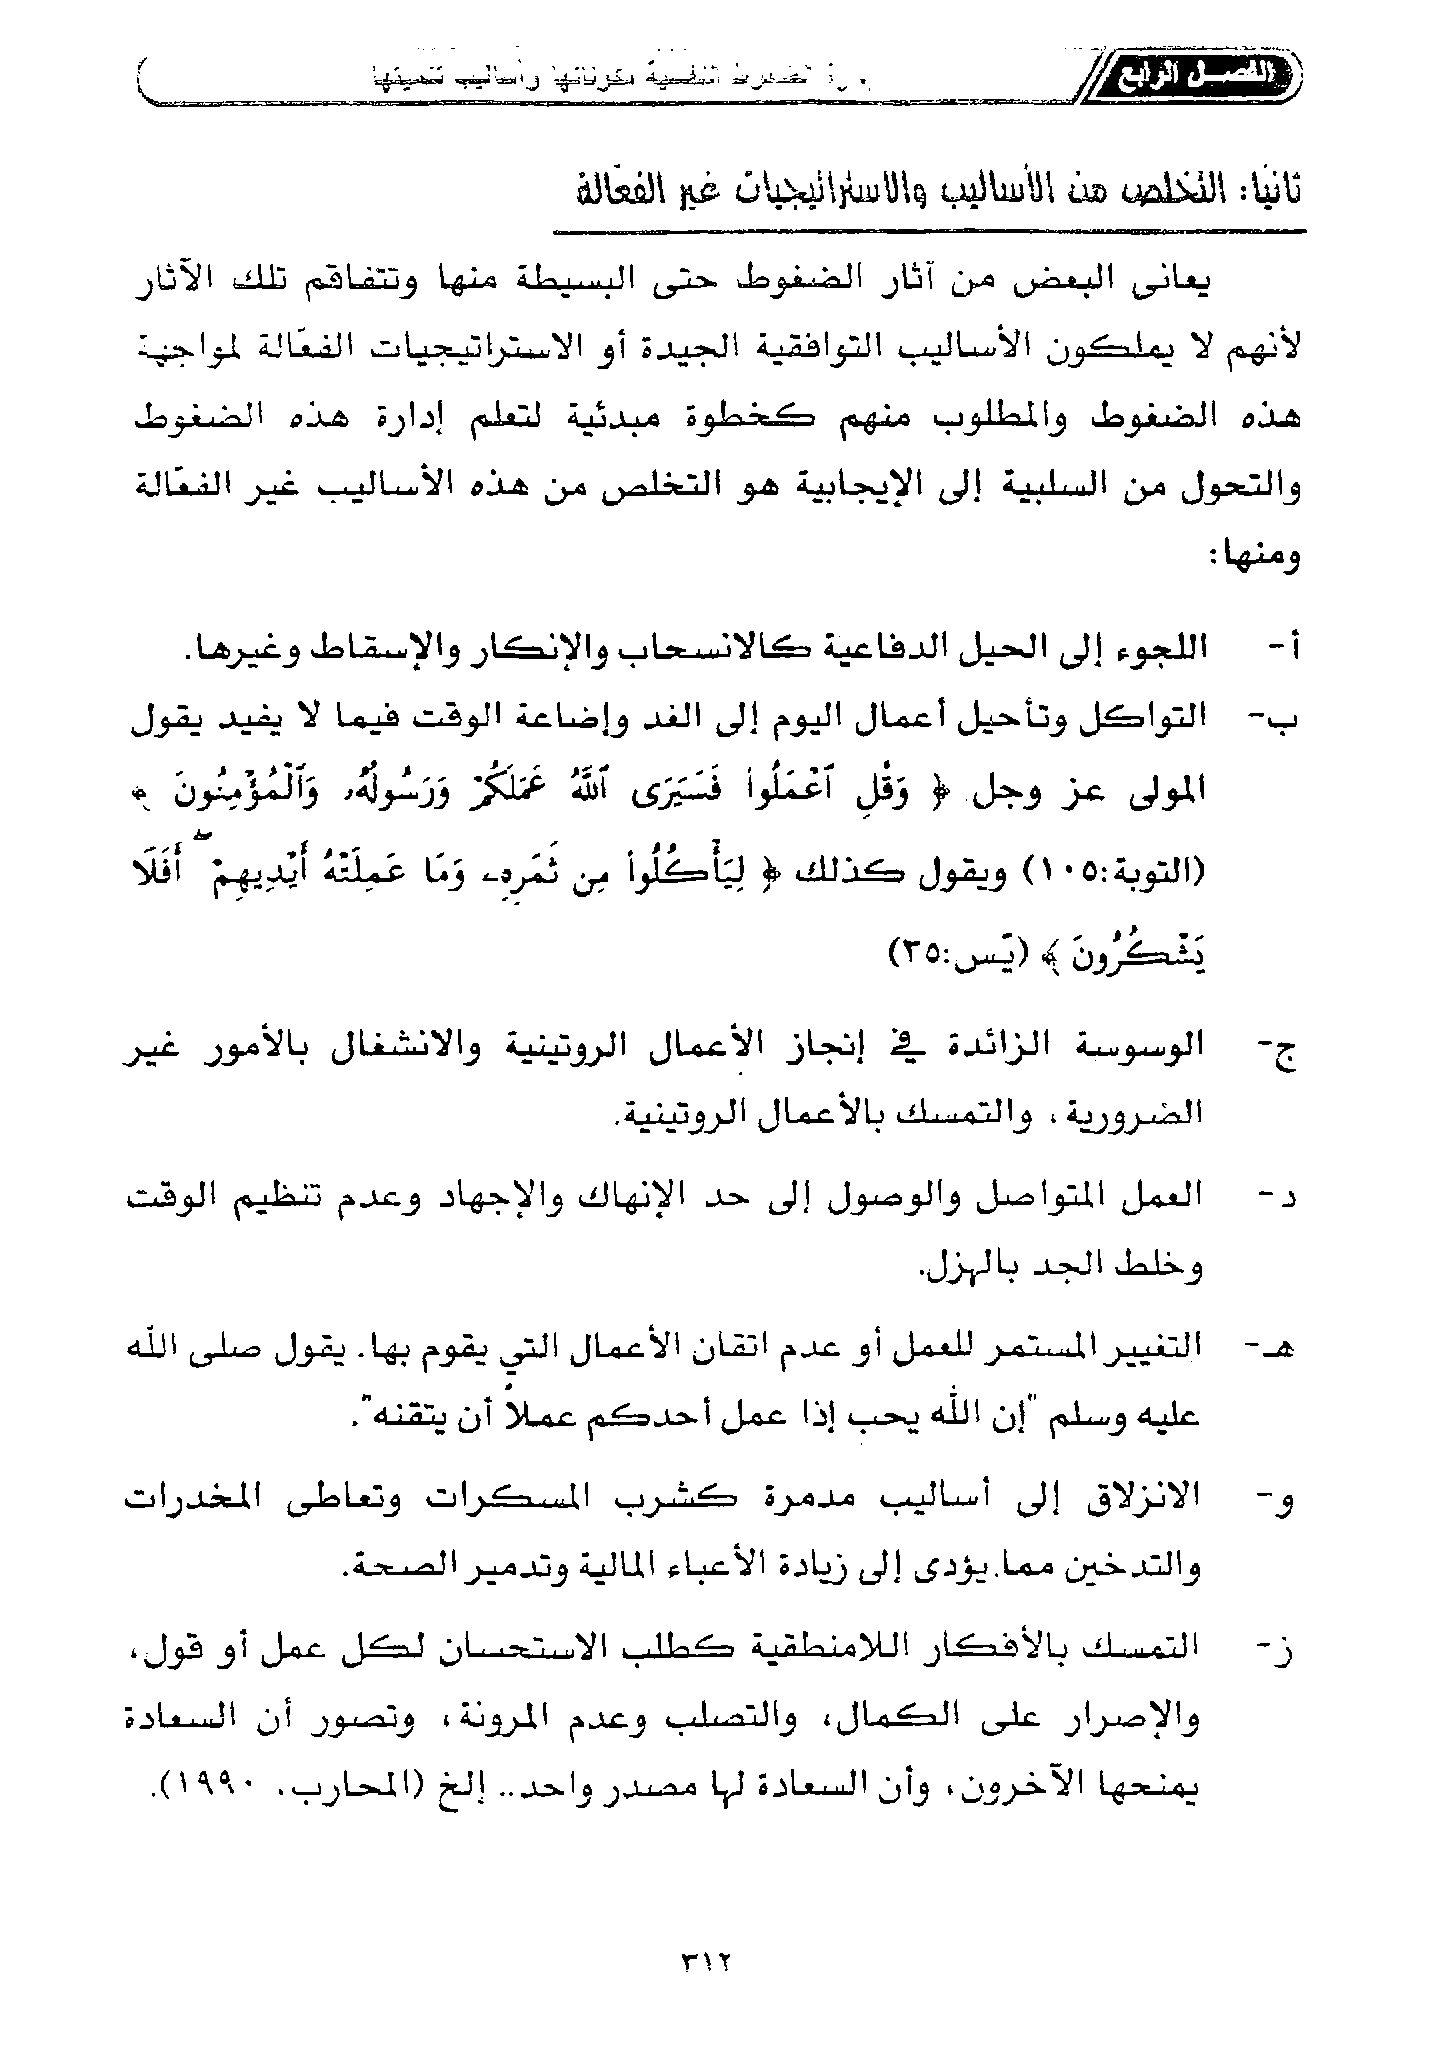 الفصل الرابع
الضغوط النفسية مكوناتها وأساليب تنميتها
ثانيا: التخلص من الأساليب والاستراتيجيات غير الفعّالة
يعانى البعض من آثار الضغوط حتى البسيطة منها وتتفاقم تلك الآثار
لأنهم لا يملكون الأساليب التوافقية الجيدة أو الاستراتيجيات الفعّالة لمواجهة
هذه الضغوط والمطلوب منهم كخطوة مبدئية لتعلم إدارة هذه الضغوط
والتحول من السلبية إلى الإيجابية هو التخلص من هذه الأساليب غير الفعّالة
ومنها:
أ- اللجوء إلى الحيل الدفاعية كالانسحاب والإنكار والإسقاط وغيرها.
ب- التواكل وتأحيل أعمال اليوم إلى الغد وإضاعة الوقت فيما لا يفيد يقول
المولى عز وجل ﴿ وَقُلِ ٱعْمَلُوا۟ فَسَيَرَى ٱللَّهُ عَمَلَكُمْ وَرَسُولُهُۥ وَٱلْمُؤْمِنُونَ ﴾
(التوبة:١٠٥) ويقول كذلك ﴿ لِيَأْكُلُوا۟ مِن ثَمَرِهِۦ وَمَا عَمِلَتْهُ أَيْدِيهِمْ ۖ أَفَلَا
يَشْكُرُونَ ﴾ (يّس:٣٥)
ج- الوسوسة الزائدة في إنجاز الأعمال الروتينية والانشغال بالأمور غير
الضرورية، والتمسك بالأعمال الروتينية.
د- العمل المتواصل والوصول إلى حد الإنهاك والإجهاد وعدم تنظيم الوقت
وخلط الجد بالهزل.
هـ- التغيير المستمر للعمل أو عدم اتقان الأعمال التي يقوم بها. يقول صلى الله
عليه وسلم "إن الله يحب إذا عمل أحدكم عملاً أن يتقنه".
و- الانزلاق إلى أساليب مدمرة كشرب المسكرات وتعاطى المخدرات
والتدخين مما يؤدى إلى زيادة الأعباء المالية وتدمير الصحة.
ز- التمسك بالأفكار اللامنطقية كطلب الاستحسان لكل عمل أو قول،
والإصرار على الكمال، والتصلب وعدم المرونة، وتصور أن السعادة
يمنحها الآخرون، وأن السعادة لها مصدر واحد.. إلخ (المحارب، ١٩٩٠).
٣١٢